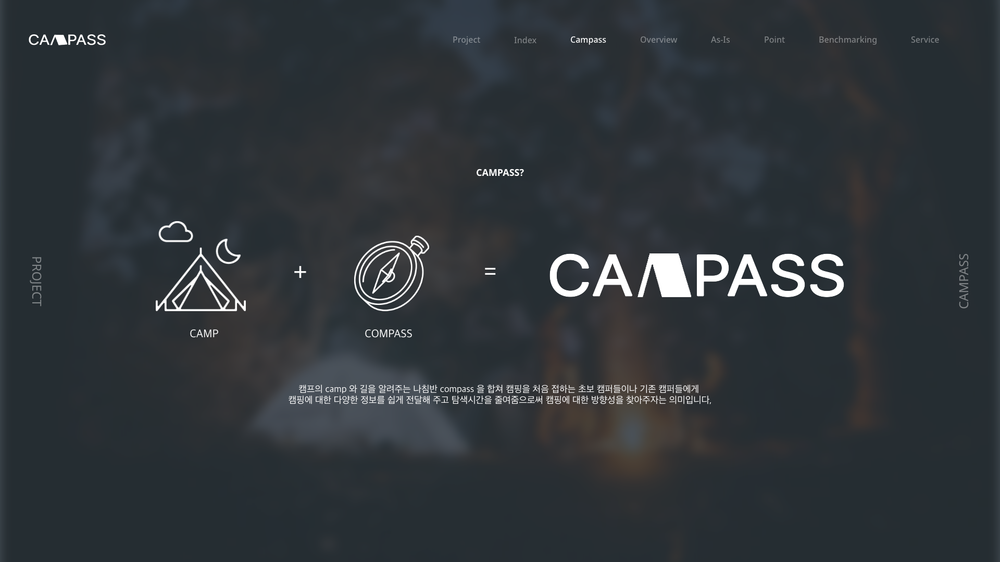 CAMPASS
Project Index Campass Overview As-Is Point Benchmarking Service
CAMPASS?
PROJECT
+
=
CAMPASS
CAMPASS
CAMP
COMPASS
캠프의 camp 와 길을 알려주는 나침반 compass 을 합쳐 캠핑을 처음 접하는 초보 캠퍼들이나 기존 캠퍼들에게
캠핑에 대한 다양한 정보를 쉽게 전달해 주고 탐색시간을 줄여줌으로써 캠핑에 대한 방향성을 찾아주자는 의미입니다,